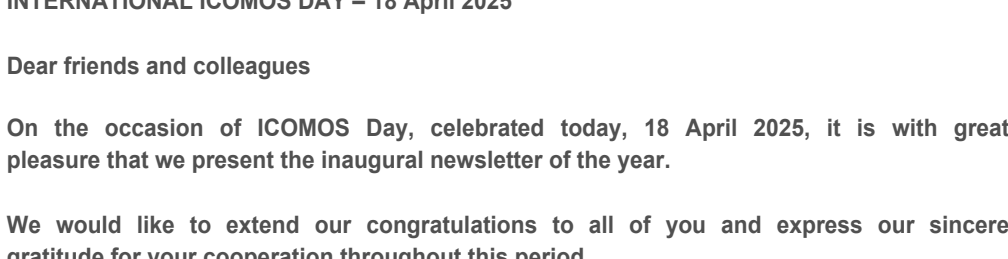 INTERNATIONAL ICOMOS DAY – 18 April 2025
Dear friends and colleagues
On the occasion of ICOMOS Day, celebrated today, 18 April 2025, it is with great
pleasure that we present the inaugural newsletter of the year.
We would like to extend our congratulations to all of you and express our sincere
gratitude for your cooperation throughout this period